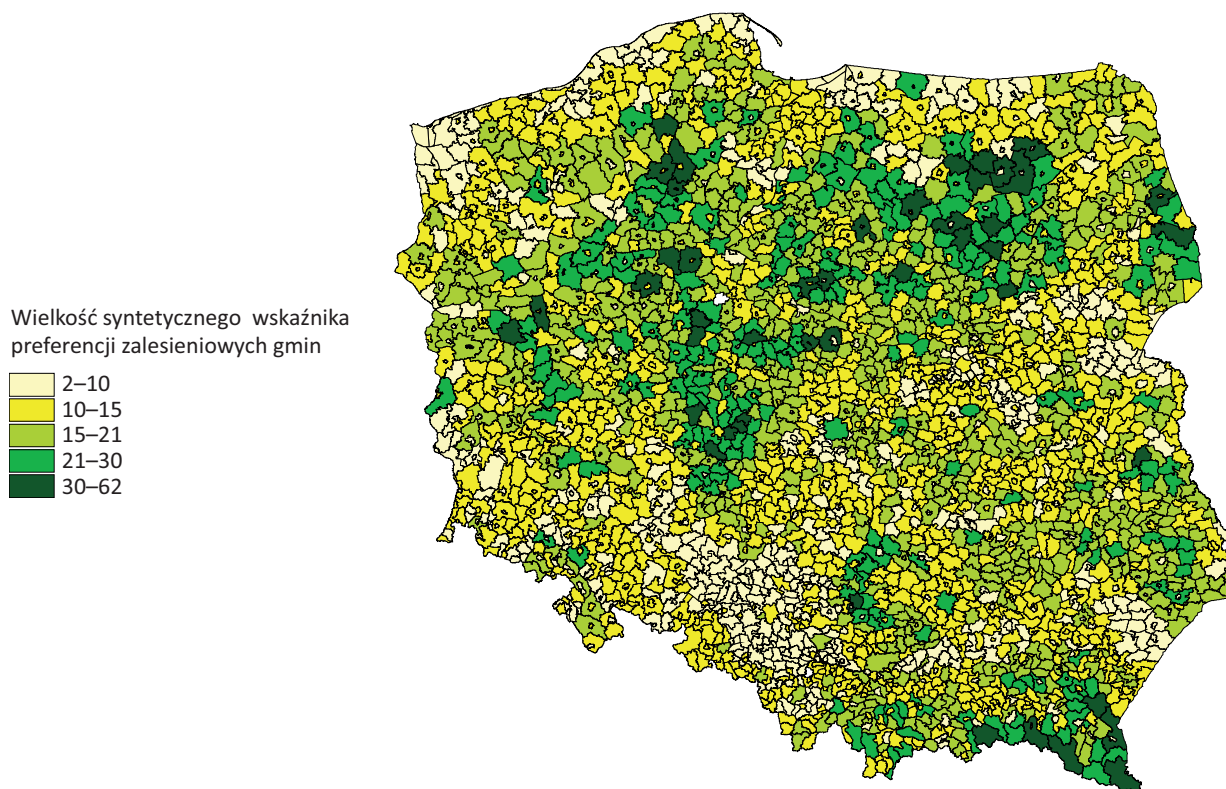 Wielkość syntetycznego wskaźnika
preferencji zalesieniowych gmin
2–10
10–15
15–21
21–30
30–62